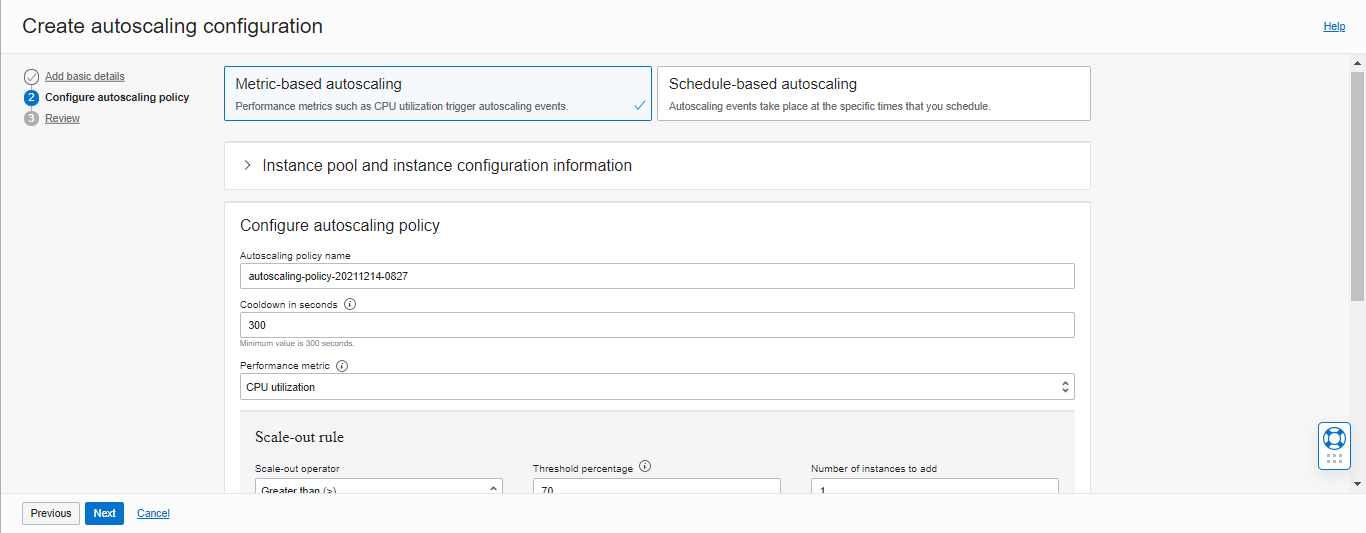 Create autoscaling configuration
Help
Add basic details
2 Configure autoscaling policy
3 Review
Metric-based autoscaling
Performance metrics such as CPU utilization trigger autoscaling events.
Schedule-based autoscaling
Autoscaling events take place at the specific times that you schedule.
Instance pool and instance configuration information
Configure autoscaling policy
Autoscaling policy name
autoscaling-policy-20211214-0827
Cooldown in seconds
300
Minimum value is 300 seconds.
Performance metric
CPU utilization
Scale-out rule
Scale-out operator
Threshold percentage
Number of instances to add
Greater than (>)
70
1
Previous
Next
Cancel